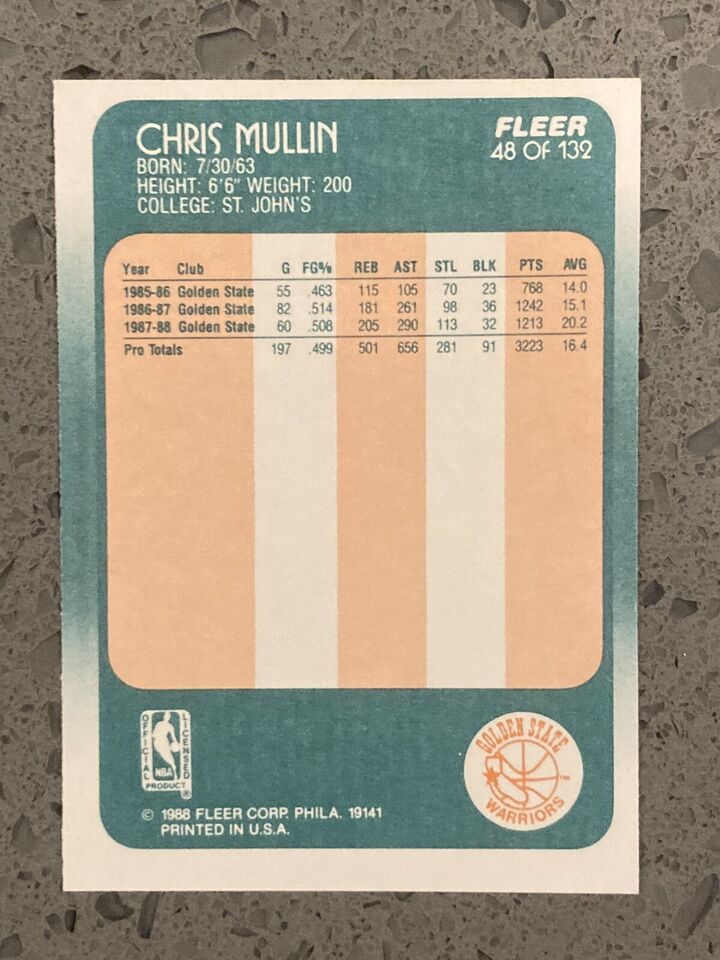 CHRIS MULLIN
BORN: 7/30/63
HEIGHT: 6'6" WEIGHT: 200
COLLEGE: ST. JOHN'S
FLEER
48 OF 132
Year Club G FG% REB AST STL BLK PTS AVG
1985-86 Golden State 55 .463 115 105 70 23 768 14.0
1986-87 Golden State 82 .514 181 261 98 36 1242 15.1
1987-88 Golden State 60 .508 205 290 113 32 1213 20.2
Pro Totals 197 .499 501 656 281 91 3223 16.4
OFFICIAL
LICENSED
NBA
PRODUCT
®
© 1988 FLEER CORP. PHILA. 19141
PRINTED IN U.S.A.
GOLDEN STATE
WARRIORS
TM